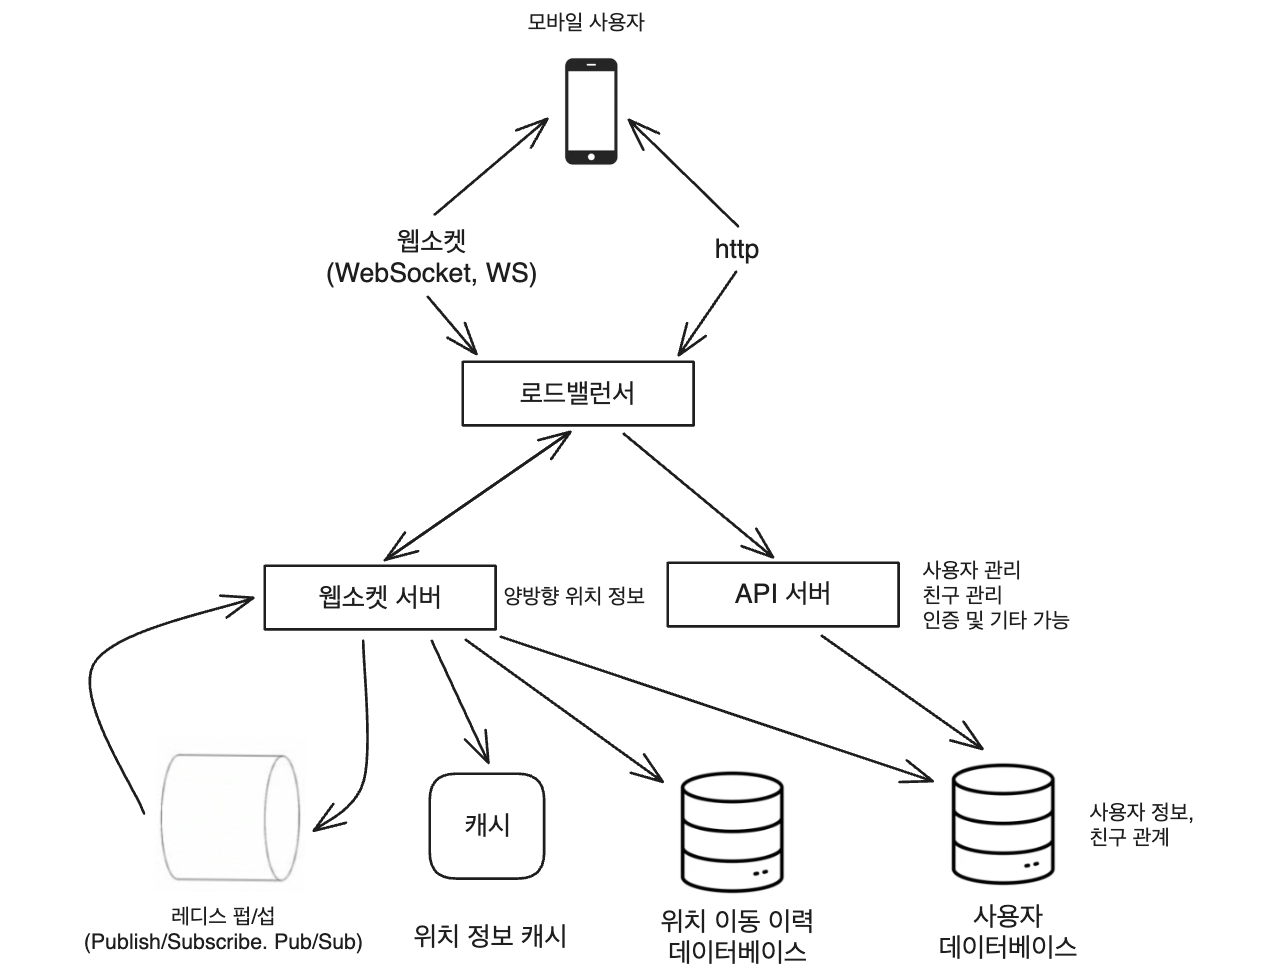 모바일 사용자
웹소켓
(WebSocket, WS)
http
로드밸런서
웹소켓 서버
양방향 위치 정보
API 서버
사용자 관리
친구 관리
인증 및 기타 가능
캐시
사용자 정보,
친구 관계
레디스 펍/섭
(Publish/Subscribe. Pub/Sub)
위치 정보 캐시
위치 이동 이력
데이터베이스
사용자
데이터베이스